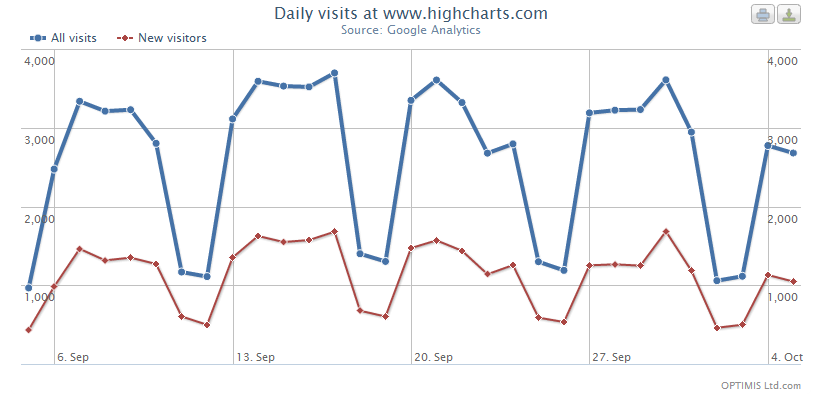 Daily visits at www.highcharts.com
Source: Google Analytics
All visits New visitors
4,000 4,000
3,000 3,000
2,000 2,000
1,000 1,000
6. Sep 13. Sep 20. Sep 27. Sep 4. Oct
OPTIMIS Ltd.com